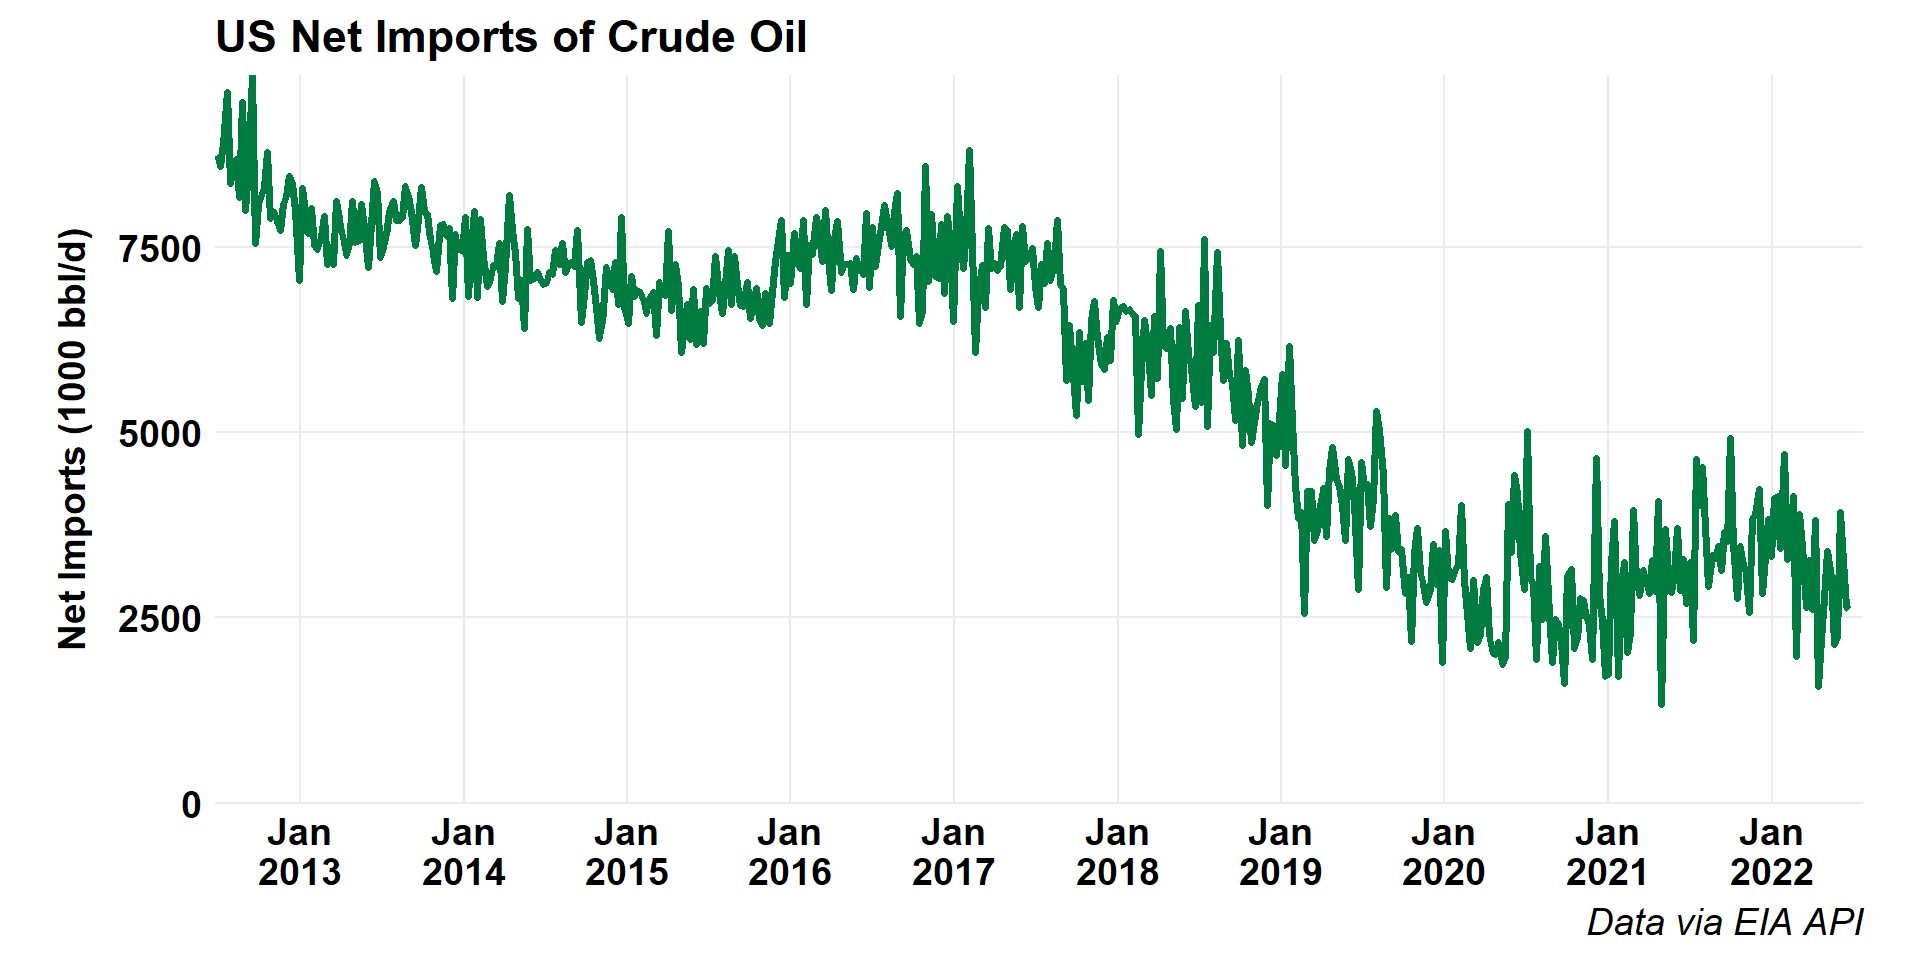 US Net Imports of Crude Oil
Net Imports (1000 bbl/d)
7500
5000
2500
0
Jan Jan Jan Jan Jan Jan Jan Jan Jan Jan
2013 2014 2015 2016 2017 2018 2019 2020 2021 2022
Data via EIA API